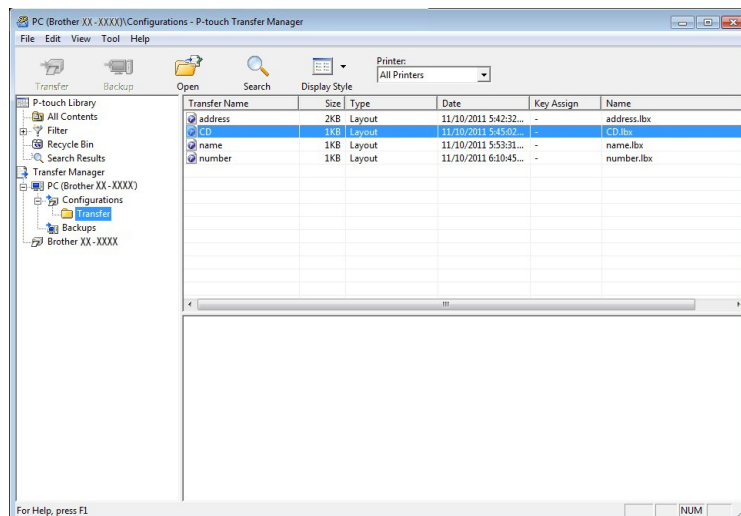 PC (Brother XX-XXXX)\Configurations - P-touch Transfer Manager
File Edit View Tool Help
Transfer Backup Open Search Display Style
Printer:
All Printers
P-touch Library
All Contents
Filter
Recycle Bin
Search Results
Transfer Manager
PC (Brother XX-XXXX)
Configurations
Transfer
Backups
Brother XX-XXXX
Transfer Name Size Type Date Key Assign Name
address 2KB Layout 11/10/2011 5:42:32... - address.lbx
CD 1KB Layout 11/10/2011 5:45:02... - CD.lbx
name 1KB Layout 11/10/2011 5:53:31... - name.lbx
number 1KB Layout 11/10/2011 6:10:45... - number.lbx
For Help, press F1
NUM